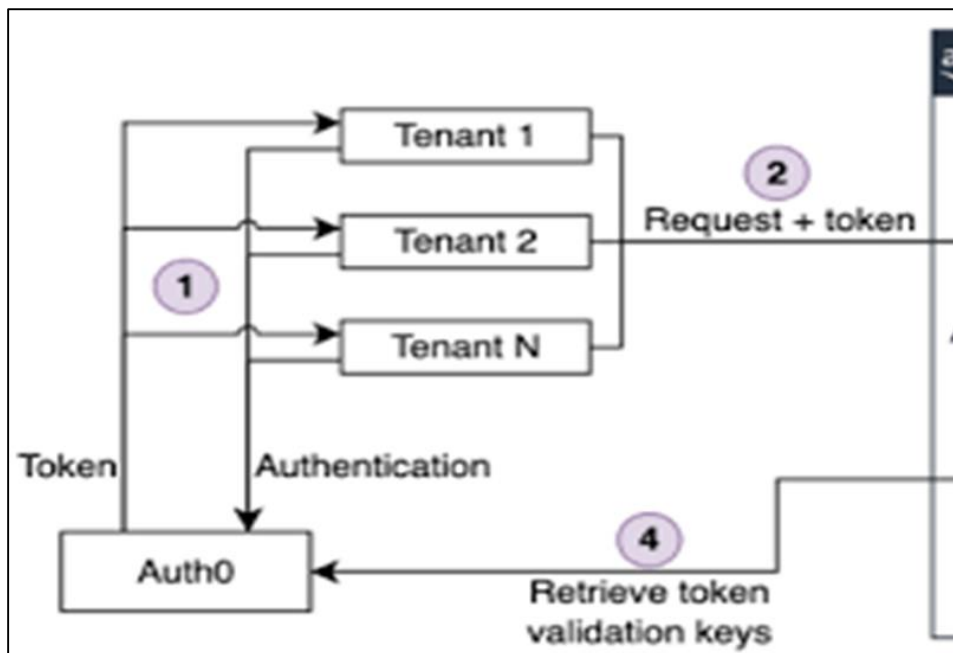 Tenant 1
2
Request + token
Tenant 2
1
Tenant N
Token
Authentication
4
Auth0
Retrieve token
validation keys